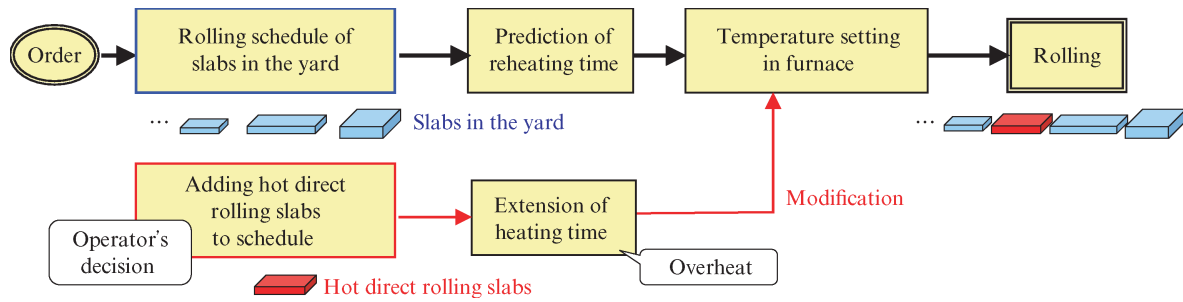 Order
Rolling schedule of
slabs in the yard
Prediction of
reheating time
Temperature setting
in furnace
Rolling
...
Slabs in the yard
...
Adding hot direct
rolling slabs
to schedule
Operator's
decision
Extension of
heating time
Modification
Overheat
Hot direct rolling slabs